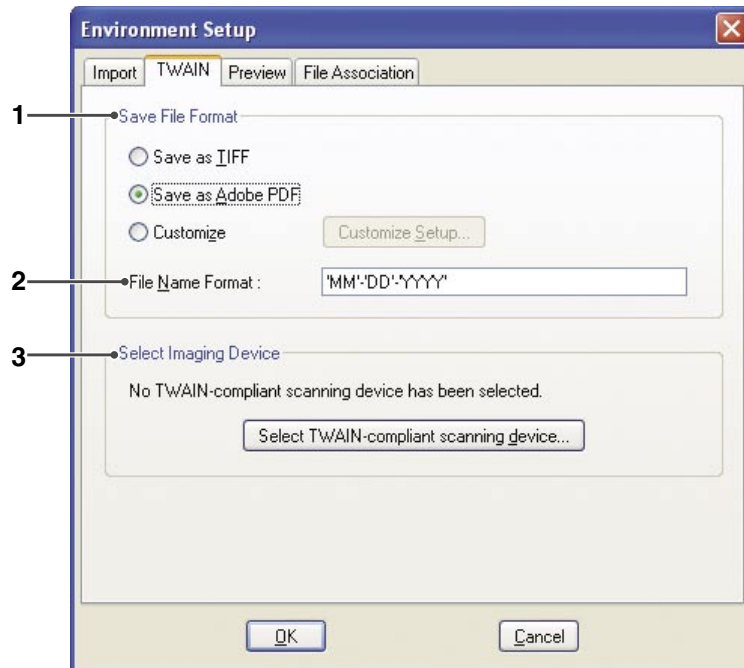 Environment Setup
Import TWAIN Preview File Association
1 Save File Format
Save as TIFF
Save as Adobe PDF
Customize Customize Setup...
2 File Name Format : 'MM'-'DD'-'YYYY'
3 Select Imaging Device
No TWAIN-compliant scanning device has been selected.
Select TWAIN-compliant scanning device...
OK Cancel